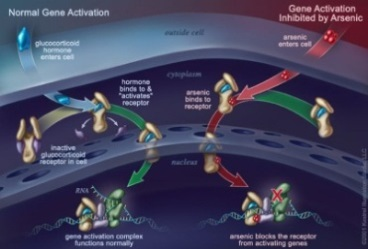 Normal Gene Activation
Gene Activation
Inhibited by Arsenic
glucocorticoid
hormone
enters cell
outside cell
arsenic
enters cell
cytoplasm
hormone
binds to &
"activates"
receptor
arsenic
binds to
receptor
inactive
glucocorticoid
receptor in cell
nucleus
RNA
gene activation complex
functions normally
arsenic blocks the receptor
from activating genes